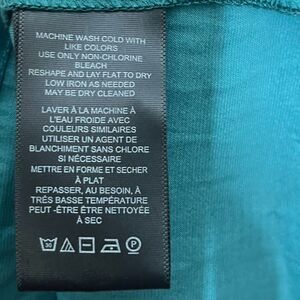 MACHINE WASH COLD WITH
LIKE COLORS
USE ONLY NON-CHLORINE
BLEACH
RESHAPE AND LAY FLAT TO DRY
LOW IRON AS NEEDED
MAY BE DRY CLEANED
LAVER À LA MACHINE À
L'EAU FROIDE AVEC
COULEURS SIMILAIRES
UTILISER UN AGENT DE
BLANCHIMENT SANS CHLORE
SI NÉCESSAIRE
METTRE EN FORME ET SECHER
À PLAT
REPASSER, AU BESOIN, À
TRÉS BASSE TEMPÉRATURE
PEUT -ÊTRE ÊTRE NETTOYÉE
À SEC